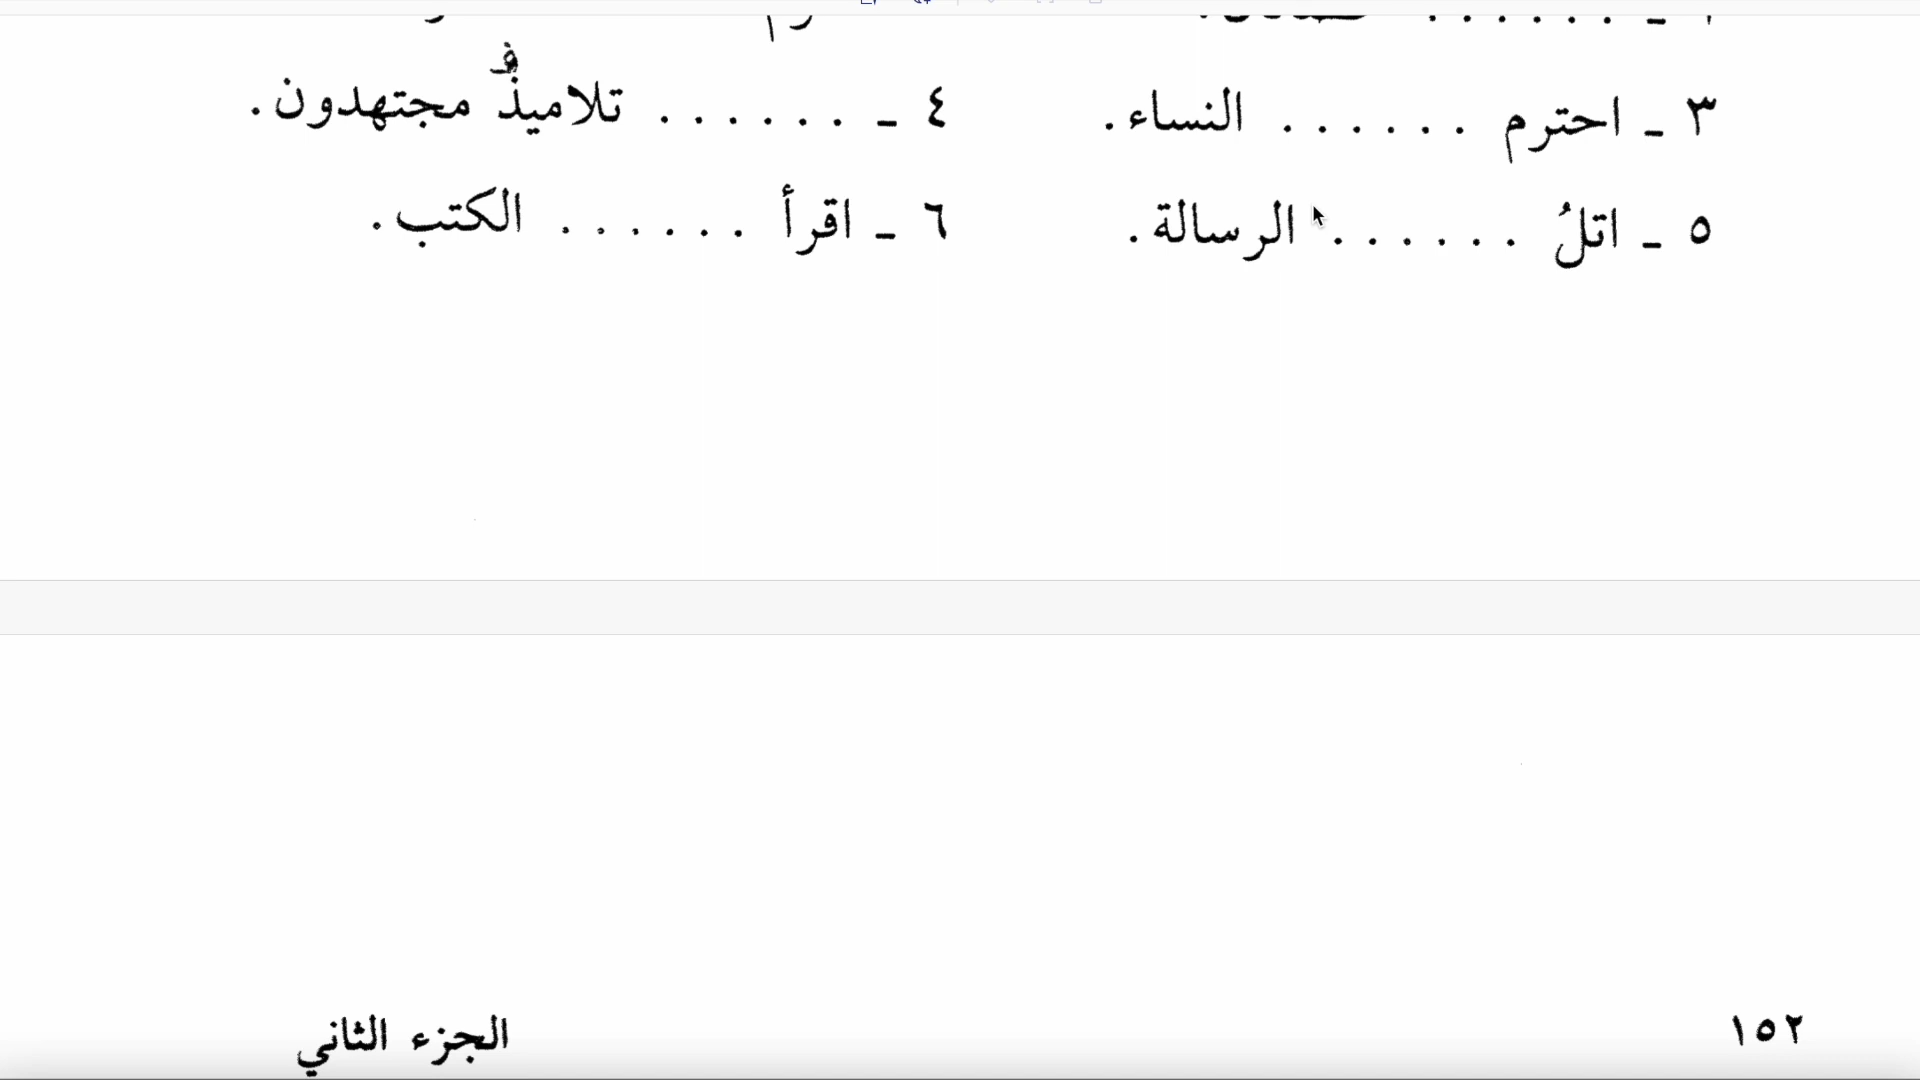 ٣ ـ احترم . . . . . . النساء. ٤ ـ . . . . . . تلاميذٌ مجتهدون.
٥ ـ اتلُ . . . . . . الرسالة. ٦ ـ اقرأ . . . . . . الكتب.
١٥٢ الجزء الثاني